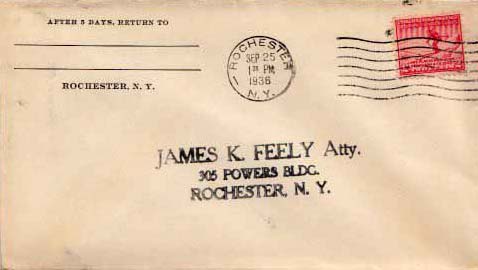 AFTER 5 DAYS, RETURN TO
ROCHESTER, N. Y.
ROCHESTER
SEP 25
1 PM
1936
N.Y.
JAMES K. FEELY Atty.
305 POWERS BLDG.
ROCHESTER, N. Y.